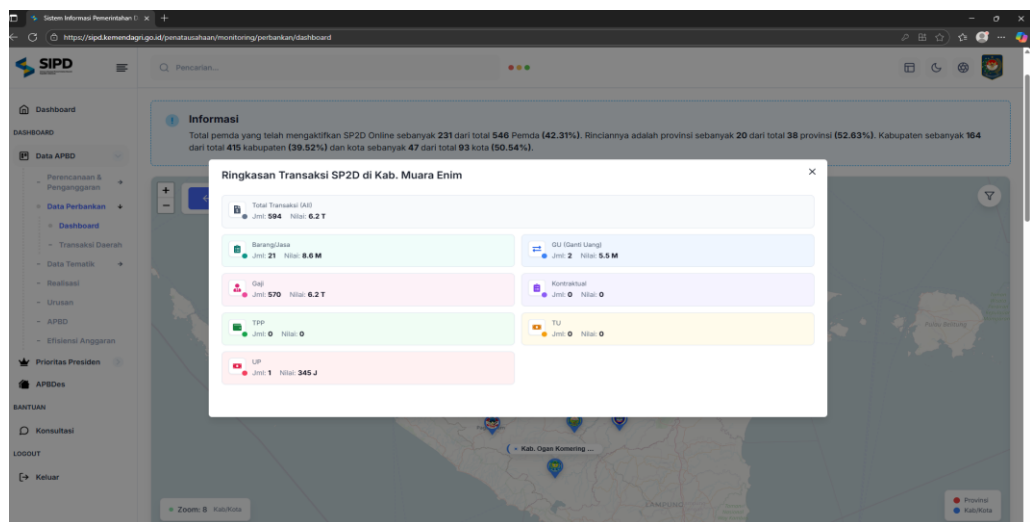 Sistem Informasi Pemerintahan D
https://sipd.kemendagri.go.id/penatausahaan/monitoring/perbankan/dashboard
SIPD
Pencarian...
Dashboard
DASHBOARD
Data APBD
Perencanaan &
Penganggaran
Data Perbankan
Dashboard
Transaksi Daerah
Data Tematik
Realisasi
Urusan
APBD
Efisiensi Anggaran
Prioritas Presiden
APBDes
BANTUAN
Konsultasi
LOGOUT
Keluar
Informasi
Total pemda yang telah mengaktifkan SP2D Online sebanyak 231 dari total 546 Pemda (42.31%). Rinciannya adalah provinsi sebanyak 20 dari total 38 provinsi (52.63%). Kabupaten sebanyak 164
dari total 415 kabupaten (39.52%) dan kota sebanyak 47 dari total 93 kota (50.54%).
Ringkasan Transaksi SP2D di Kab. Muara Enim
Total Transaksi (All)
Jml: 594 Nilai: 6.2 T
Barang/Jasa
Jml: 21 Nilai: 8.6 M
GU (Ganti Uang)
Jml: 2 Nilai: 5.5 M
Gaji
Jml: 570 Nilai: 6.2 T
Kontraktual
Jml: 0 Nilai: 0
TPP
Jml: 0 Nilai: 0
TU
Jml: 0 Nilai: 0
UP
Jml: 1 Nilai: 345 J
Pulau Belitung
Kab. Ogan Komering ...
LAMPUNG
Zoom: 8 Kab/Kota
Provinsi
Kab/Kota